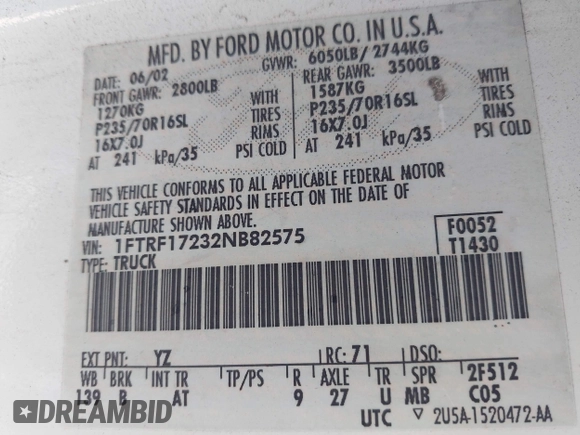 MFD. BY FORD MOTOR CO. IN U.S.A.
DATE: 06/02 GVWR: 6050LB/ 2744KG
FRONT GAWR: 2800LB REAR GAWR: 3500LB
1270KG WITH 1587KG WITH
P235/70R16SL TIRES P235/70R16SL TIRES
16X7.0J RIMS 16X7.0J RIMS
AT 241 kPa/35 PSI COLD AT 241 kPa/35 PSI COLD
THIS VEHICLE CONFORMS TO ALL APPLICABLE FEDERAL MOTOR
VEHICLE SAFETY STANDARDS IN EFFECT ON THE DATE OF
MANUFACTURE SHOWN ABOVE.
VIN: 1FTRF17232NB82575 F0052
TYPE: TRUCK T1430
EXT PNT: YZ RC: 71 DSO:
WB BRK INT TR TP/PS R AXLE TR SPR 2F512
139 B AT 9 27 U MB C05
UTC ▽ 2U5A-1520472-AA
DREAMBID